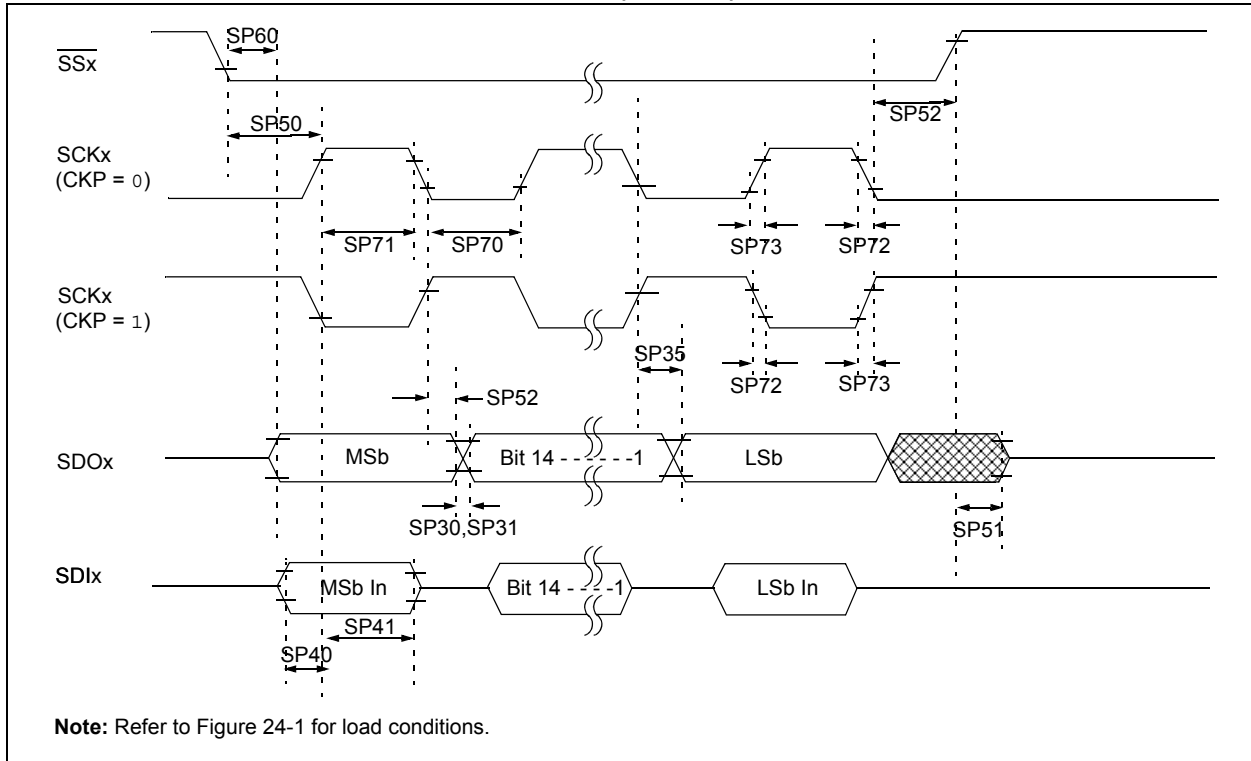 SP60
SSx
SP52
SP50
SCKx
(CKP = 0)
SP71
SP70
SP73
SP72
SCKx
(CKP = 1)
SP35
SP72
SP73
SP52
SDOx
MSb
Bit 14 - - - - - -1
LSb
SP30,SP31
SP51
SDIx
MSb In
Bit 14 - - - -1
LSb In
SP41
SP40
Note: Refer to Figure 24-1 for load conditions.